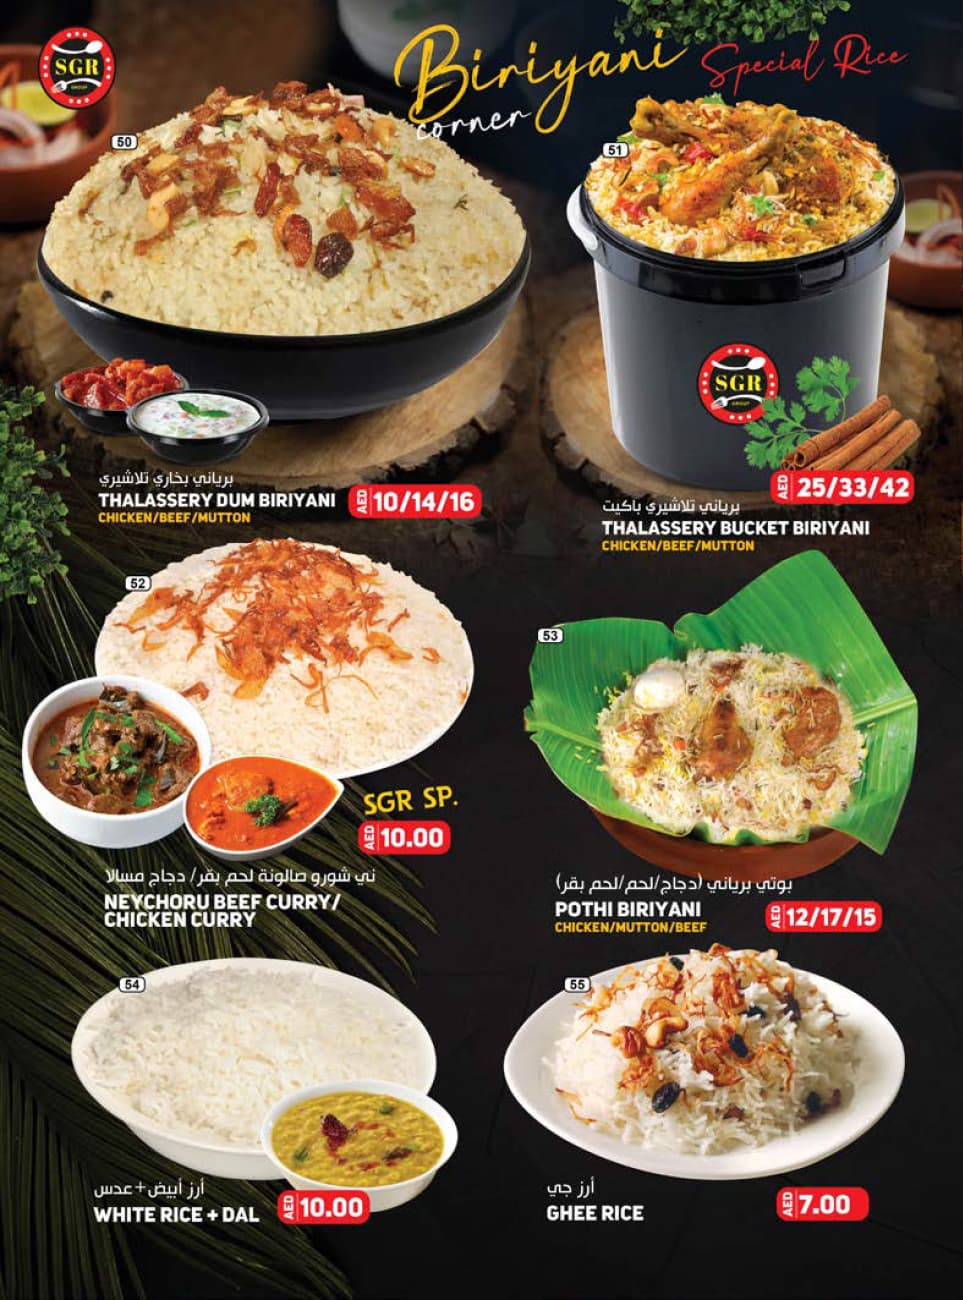 SGR
GROUP
Biriyani
corner
Special Rice
50
51
SGR
GROUP
برياني بخاري تلاشيري
THALASSERY DUM BIRIYANI
CHICKEN/BEEF/MUTTON
AED 10/14/16
AED 25/33/42
برياني تلاشيري باكيت
THALASSERY BUCKET BIRIYANI
CHICKEN/BEEF/MUTTON
52
53
SGR SP.
AED 10.00
ني شورو صالونة لحم بقر/ دجاج مسالا
NEYCHORU BEEF CURRY/
CHICKEN CURRY
بوتي برياني (دجاج/لحم/لحم بقر)
POTHI BIRIYANI
CHICKEN/MUTTON/BEEF
AED 12/17/15
54
55
أرز أبيض+عدس
WHITE RICE + DAL
AED 10.00
أرز جي
GHEE RICE
AED 7.00